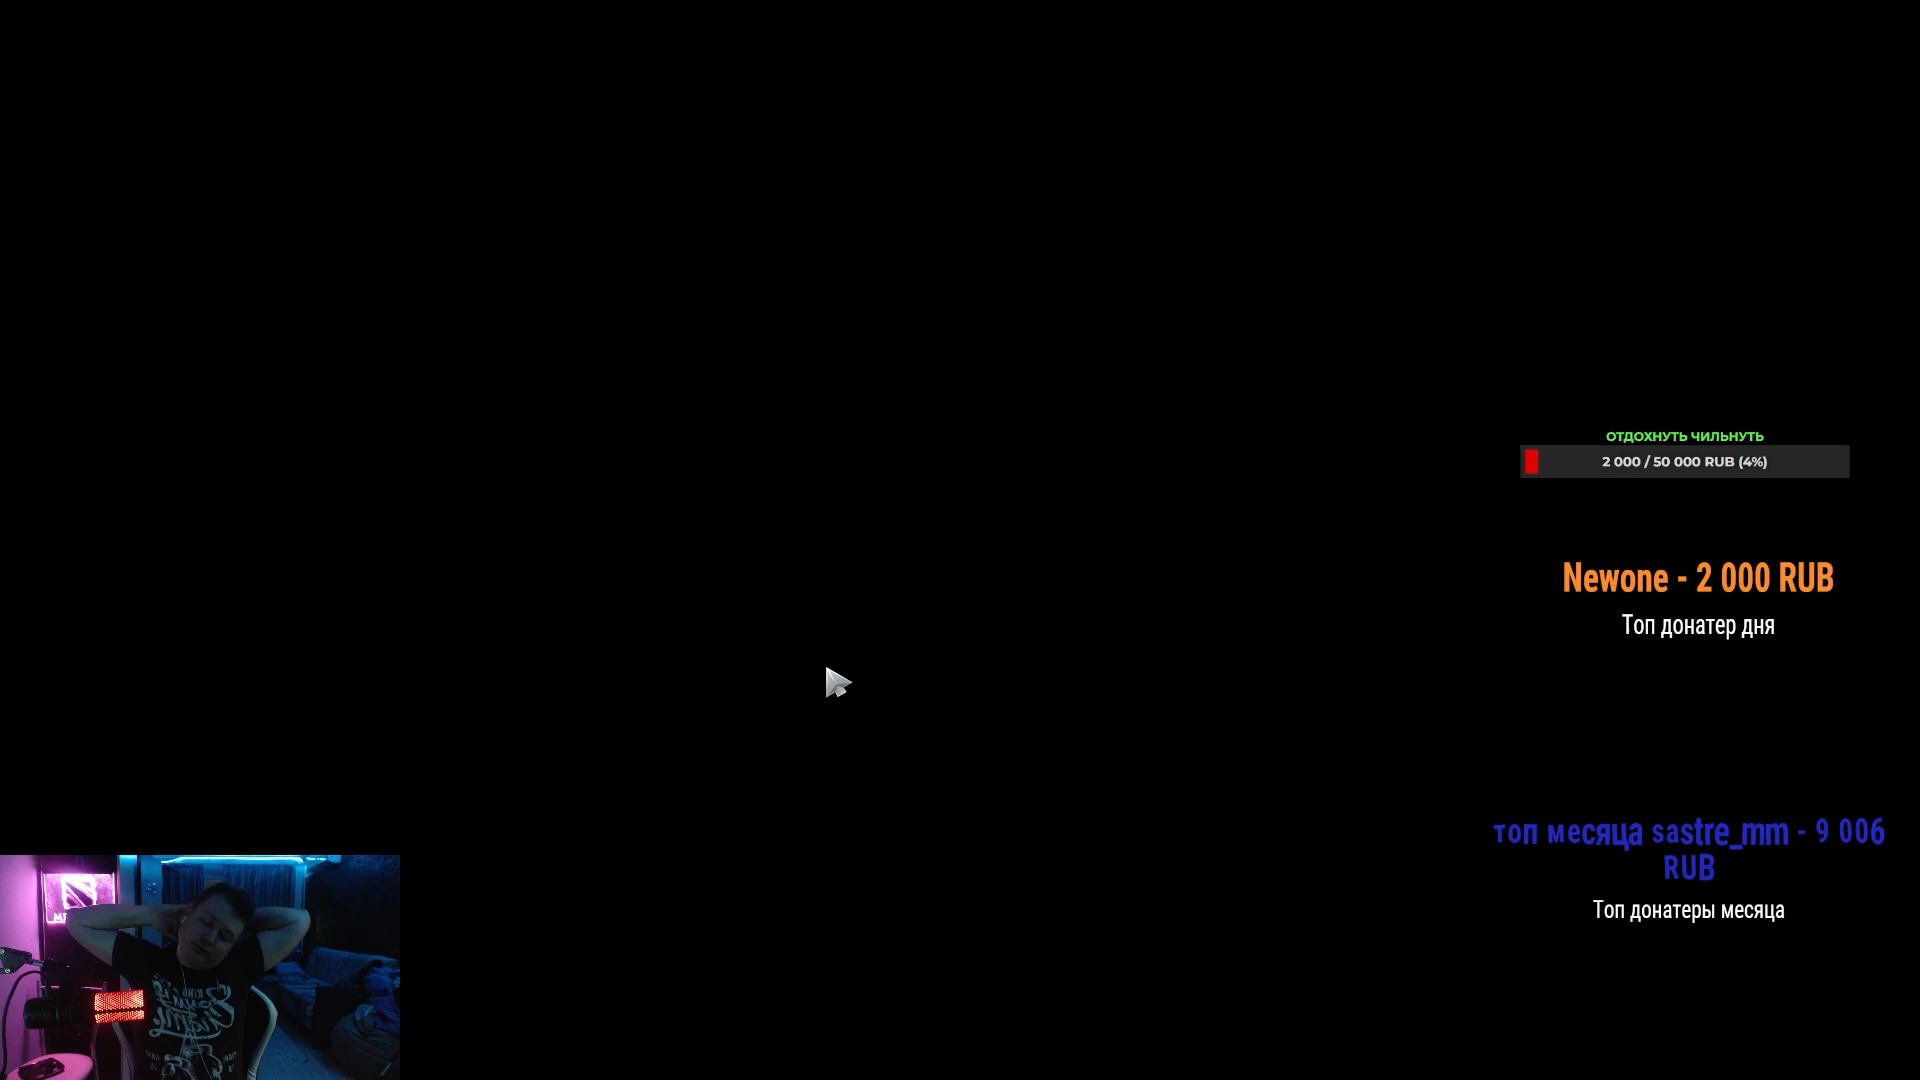 ОТДОХНУТЬ ЧИЛЬНУТЬ
2 000 / 50 000 RUB (4%)
Newone - 2 000 RUB
Топ донатер дня
топ месяца sastre_mm - 9 006
RUB
Топ донатеры месяца